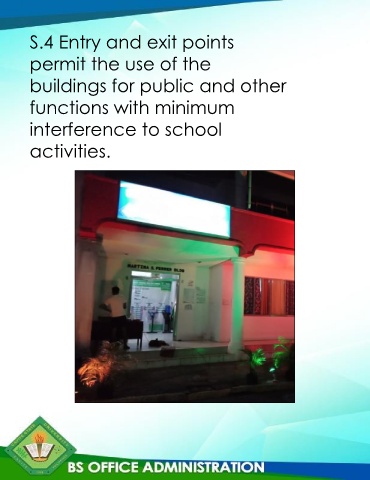 S.4 Entry and exit points
permit the use of the
buildings for public and other
functions with minimum
interference to school
activities.
BS OFFICE ADMINISTRATION